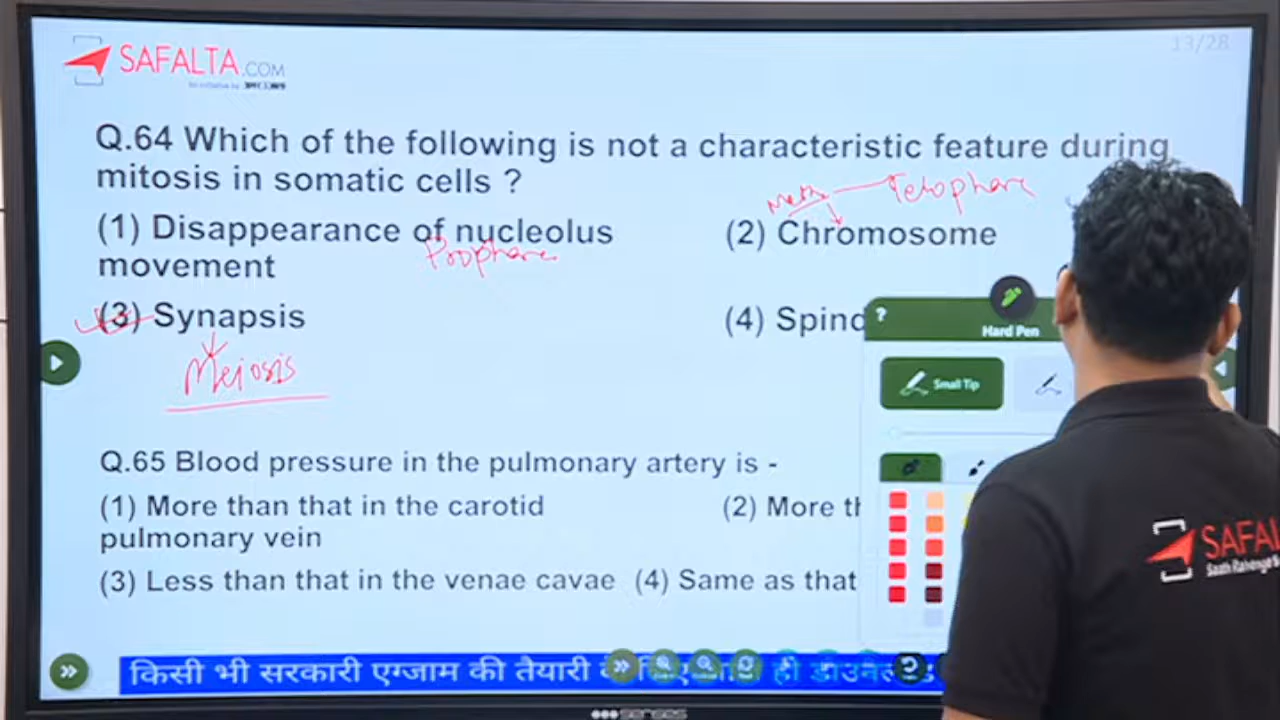 13/28
SAFALTA.COM
Q.64 Which of the following is not a characteristic feature during
mitosis in somatic cells ?
Telophase
(1) Disappearance of nucleolus (2) Chromosome
movement
Prophase
(3) Synapsis (4) Spind
Meiosis
?
Hard Pen
Small Tip
Q.65 Blood pressure in the pulmonary artery is -
(1) More than that in the carotid (2) More th
pulmonary vein
(3) Less than that in the venae cavae (4) Same as that
SAFAL
किसी भी सरकारी एग्जाम की तैयारी